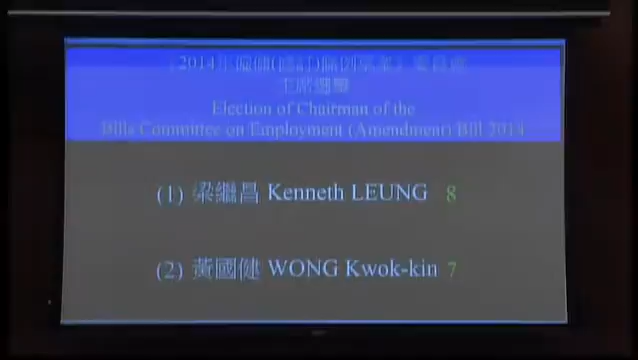 《2014年僱傭(修訂)條例草案》委員會
主席選舉
Election of Chairman of the
Bills Committee on Employment (Amendment) Bill 2014
(1) 梁繼昌 Kenneth LEUNG 8
(2) 黃國健 WONG Kwok-kin 7